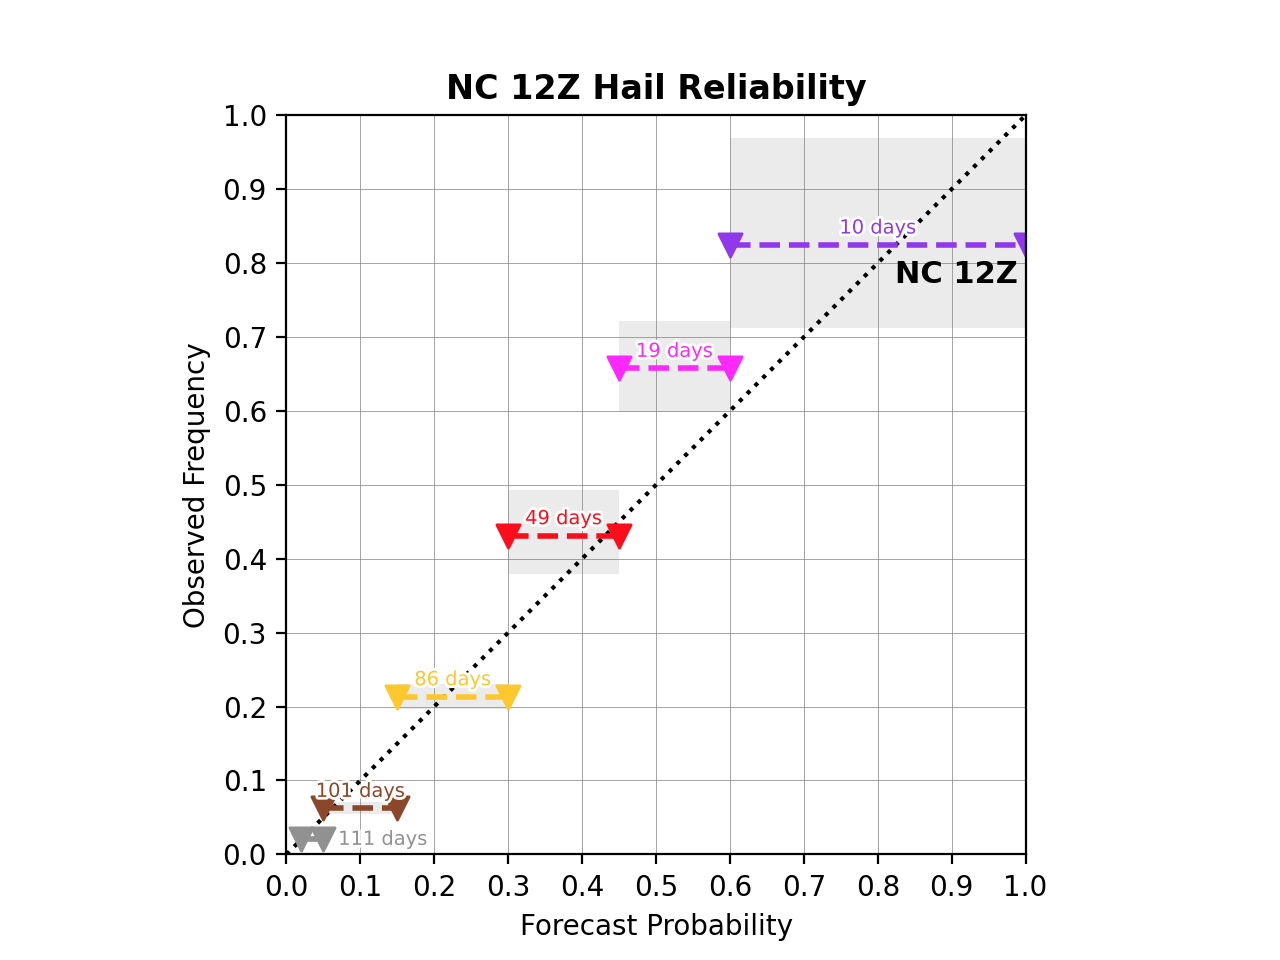 NC 12Z Hail Reliability
1.0
0.9
0.8
0.7
0.6
0.5
0.4
0.3
0.2
0.1
0.0
Observed Frequency
10 days
NC 12Z
19 days
49 days
86 days
101 days
111 days
0.0 0.1 0.2 0.3 0.4 0.5 0.6 0.7 0.8 0.9 1.0
Forecast Probability